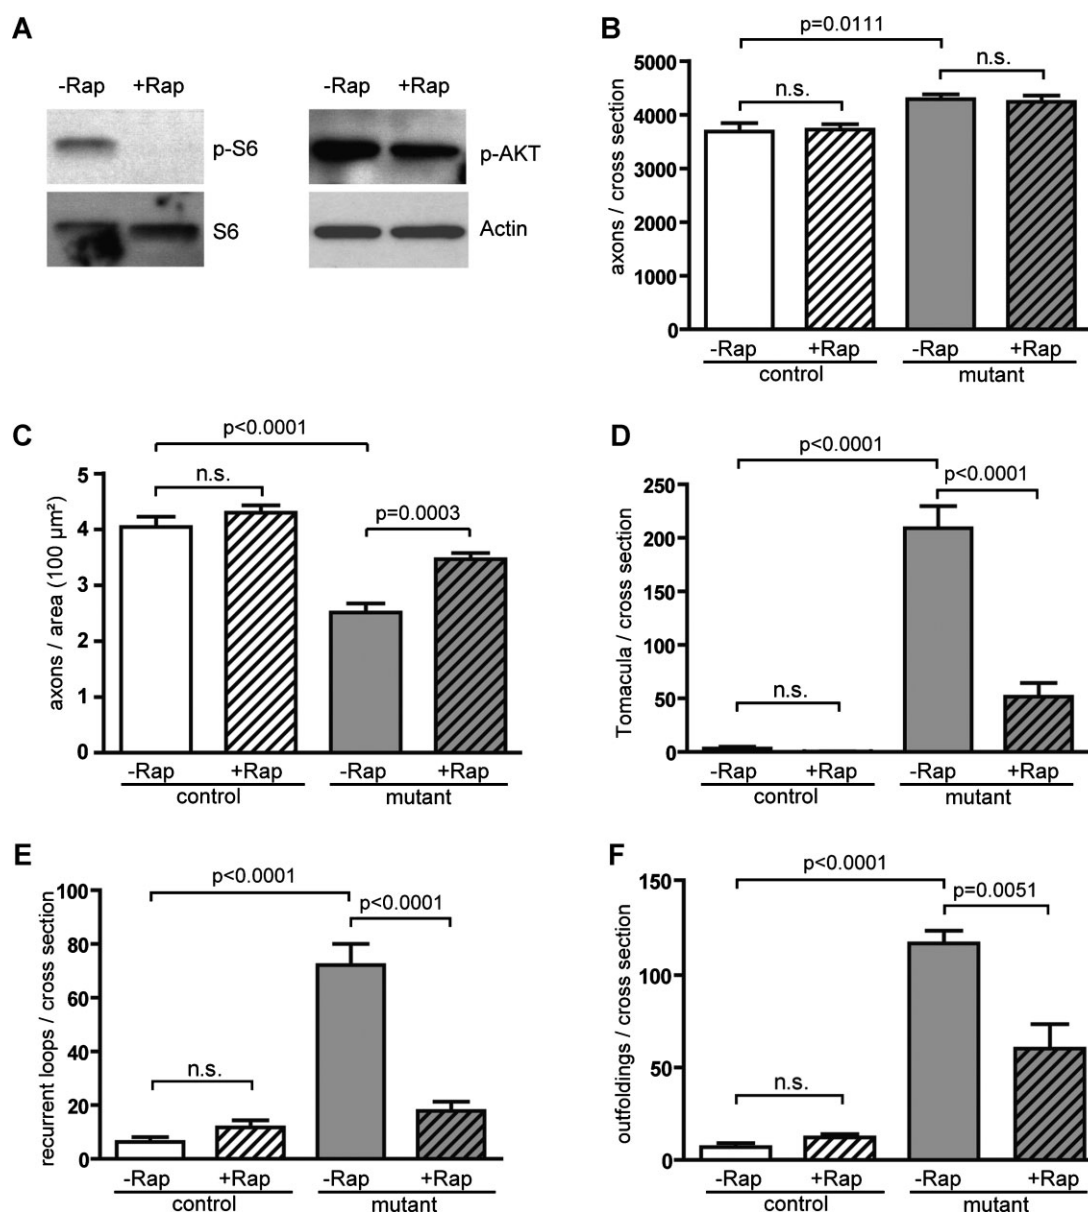 A
-Rap +Rap
p-S6
S6
-Rap +Rap
p-AKT
Actin
B
p=0.0111
n.s.
n.s.
axons / cross section
5000
4000
3000
2000
1000
0
-Rap +Rap -Rap +Rap
control mutant
C
p<0.0001
n.s.
p=0.0003
axons / area (100 µm²)
5
4
3
2
1
0
-Rap +Rap -Rap +Rap
control mutant
D
p<0.0001
p<0.0001
n.s.
Tomacula / cross section
250
200
150
100
50
0
-Rap +Rap -Rap +Rap
control mutant
E
p<0.0001
p<0.0001
n.s.
recurrent loops / cross section
100
80
60
40
20
0
-Rap +Rap -Rap +Rap
control mutant
F
p<0.0001
p=0.0051
n.s.
outfoldings / cross section
150
100
50
0
-Rap +Rap -Rap +Rap
control mutant